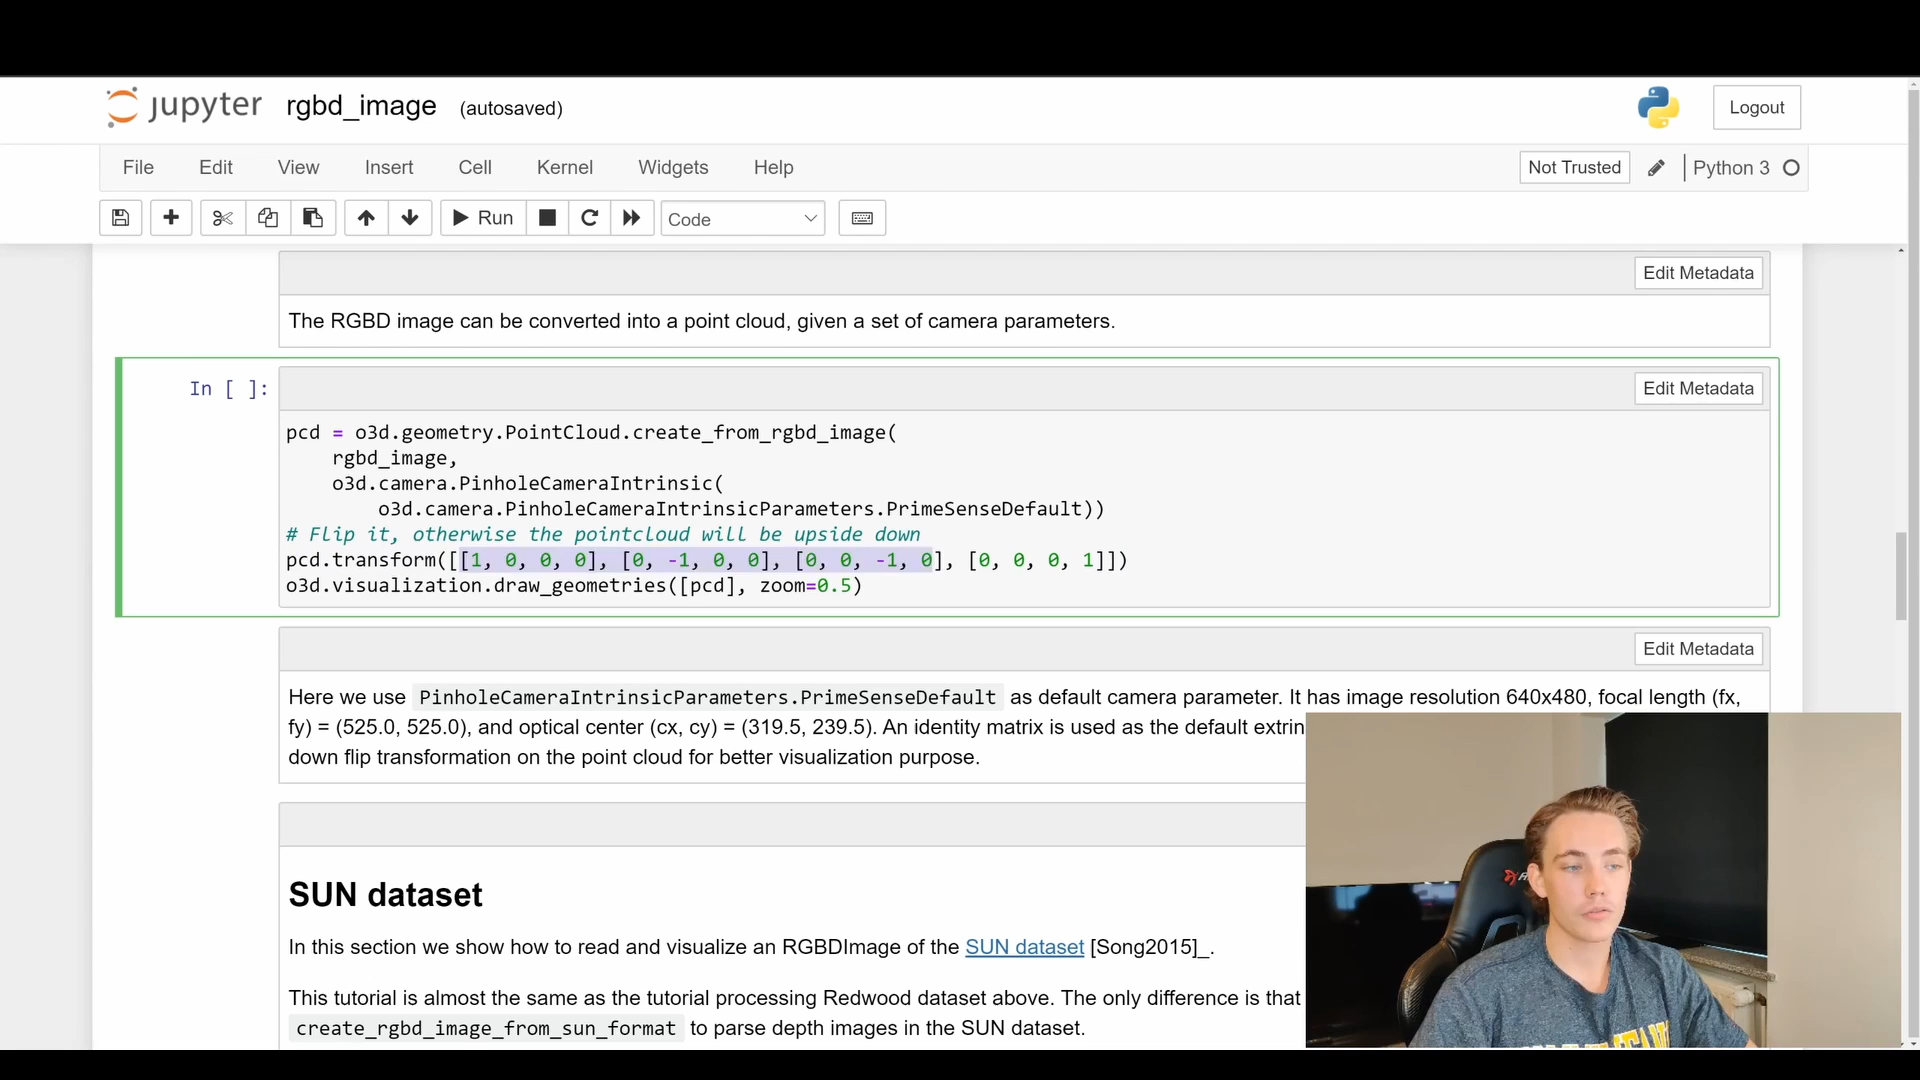 jupyter rgbd_image (autosaved)
Logout
File Edit View Insert Cell Kernel Widgets Help
Not Trusted
Python 3
Run
Code
Edit Metadata
The RGBD image can be converted into a point cloud, given a set of camera parameters.
In [ ]:
Edit Metadata
pcd = o3d.geometry.PointCloud.create_from_rgbd_image(
rgbd_image,
o3d.camera.PinholeCameraIntrinsic(
o3d.camera.PinholeCameraIntrinsicParameters.PrimeSenseDefault))
# Flip it, otherwise the pointcloud will be upside down
pcd.transform([[1, 0, 0, 0], [0, -1, 0, 0], [0, 0, -1, 0], [0, 0, 0, 1]])
o3d.visualization.draw_geometries([pcd], zoom=0.5)
Edit Metadata
Here we use PinholeCameraIntrinsicParameters.PrimeSenseDefault as default camera parameter. It has image resolution 640x480, focal length (fx,
fy) = (525.0, 525.0), and optical center (cx, cy) = (319.5, 239.5). An identity matrix is used as the default extrin
down flip transformation on the point cloud for better visualization purpose.
SUN dataset
In this section we show how to read and visualize an RGBDImage of the SUN dataset [Song2015]_.
This tutorial is almost the same as the tutorial processing Redwood dataset above. The only difference is that
create_rgbd_image_from_sun_format to parse depth images in the SUN dataset.